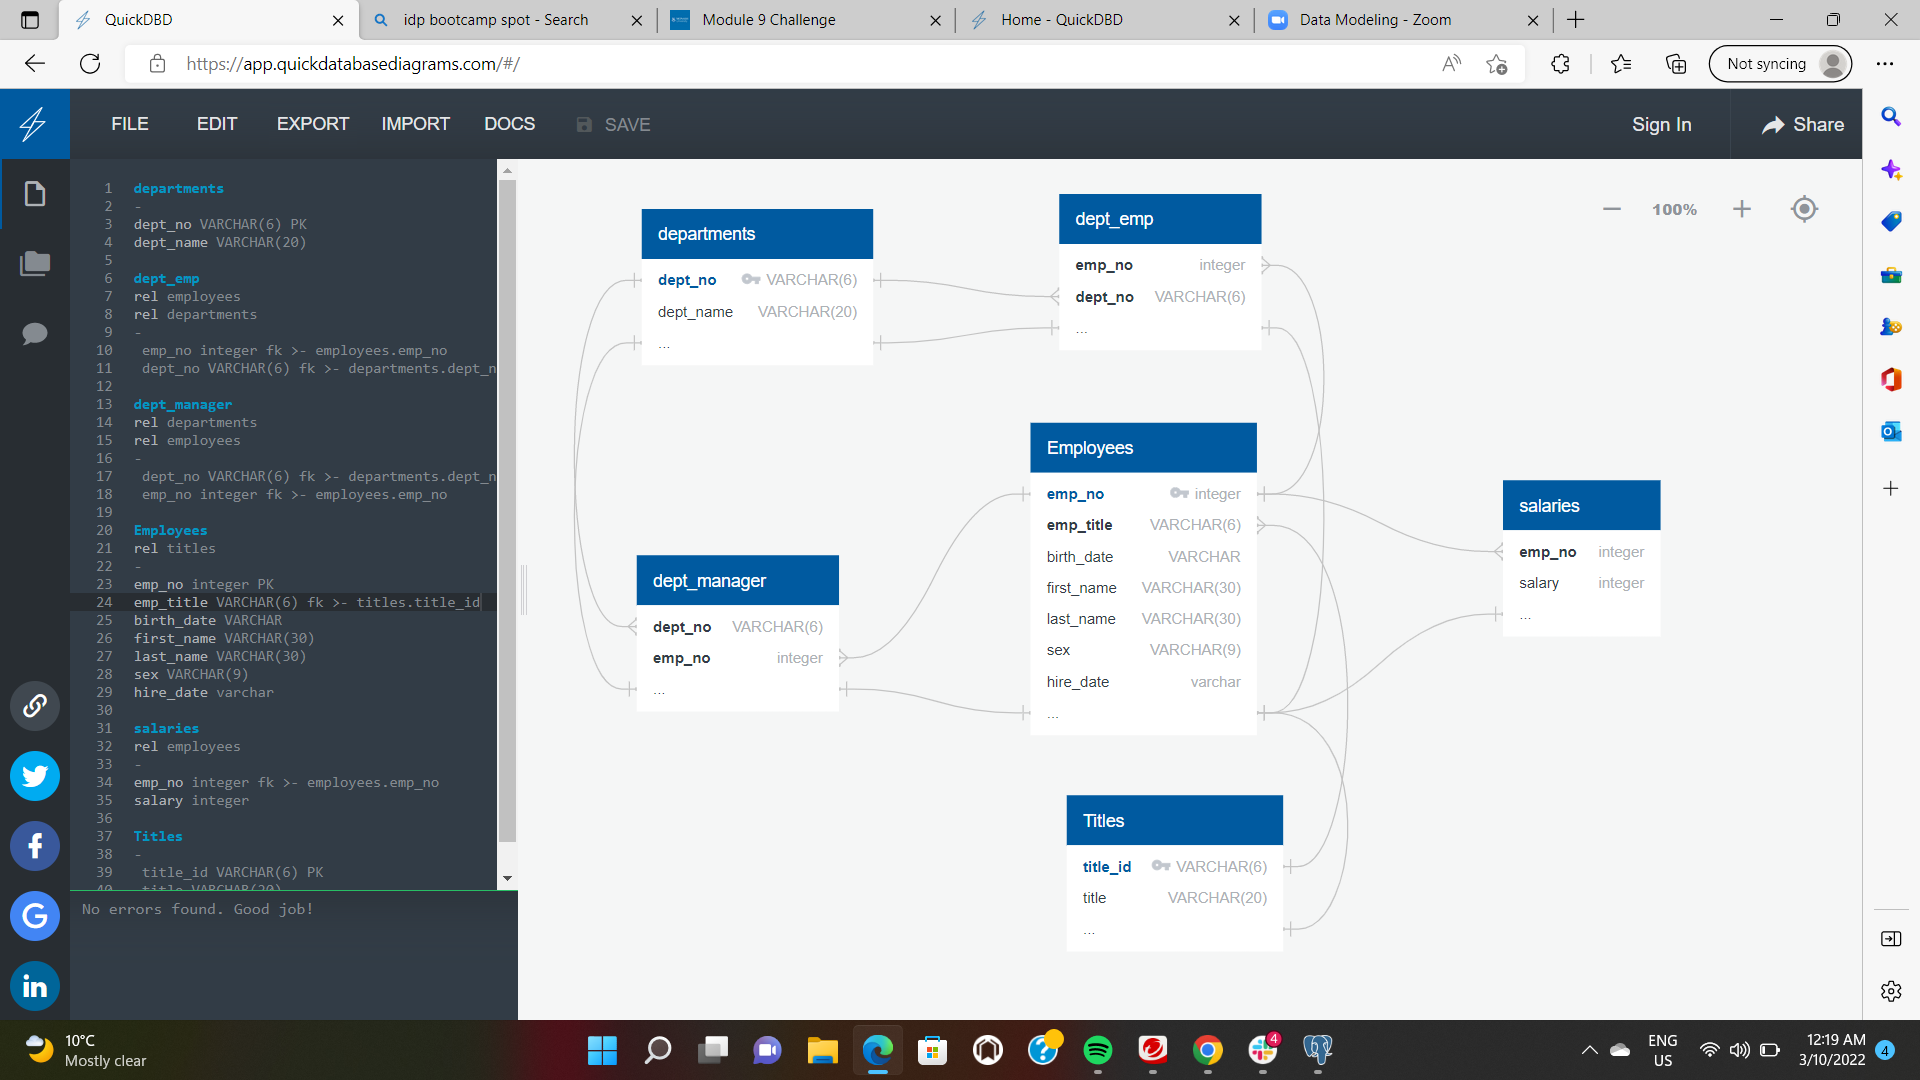 QuickDBD
idp bootcamp spot - Search
Module 9 Challenge
Home - QuickDBD
Data Modeling - Zoom
https://app.quickdatabasediagrams.com/#/
Not syncing
FILE EDIT EXPORT IMPORT DOCS SAVE
Sign In
Share
1 departments
2 -
3 dept_no VARCHAR(6) PK
4 dept_name VARCHAR(20)
5
6 dept_emp
7 rel employees
8 rel departments
9 -
10 emp_no integer fk >- employees.emp_no
11 dept_no VARCHAR(6) fk >- departments.dept_n
12
13 dept_manager
14 rel departments
15 rel employees
16 -
17 dept_no VARCHAR(6) fk >- departments.dept_n
18 emp_no integer fk >- employees.emp_no
19
20 Employees
21 rel titles
22 -
23 emp_no integer PK
24 emp_title VARCHAR(6) fk >- titles.title_id
25 birth_date VARCHAR
26 first_name VARCHAR(30)
27 last_name VARCHAR(30)
28 sex VARCHAR(9)
29 hire_date varchar
30
31 salaries
32 rel employees
33 -
34 emp_no integer fk >- employees.emp_no
35 salary integer
36
37 Titles
38 -
39 title_id VARCHAR(6) PK
40 title VARCHAR(20)
No errors found. Good job!
100%
departments
dept_no VARCHAR(6)
dept_name VARCHAR(20)
...
dept_emp
emp_no integer
dept_no VARCHAR(6)
...
Employees
emp_no integer
emp_title VARCHAR(6)
birth_date VARCHAR
first_name VARCHAR(30)
last_name VARCHAR(30)
sex VARCHAR(9)
hire_date varchar
...
salaries
emp_no integer
salary integer
...
dept_manager
dept_no VARCHAR(6)
emp_no integer
...
Titles
title_id VARCHAR(6)
title VARCHAR(20)
...
10°C
Mostly clear
4
ENG
US
12:19 AM
3/10/2022
4